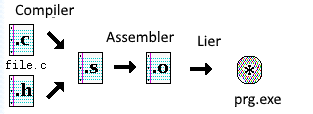 Compiler
Assembler
Lier
.c
file.c
.h
.s
.o
*
prg.exe